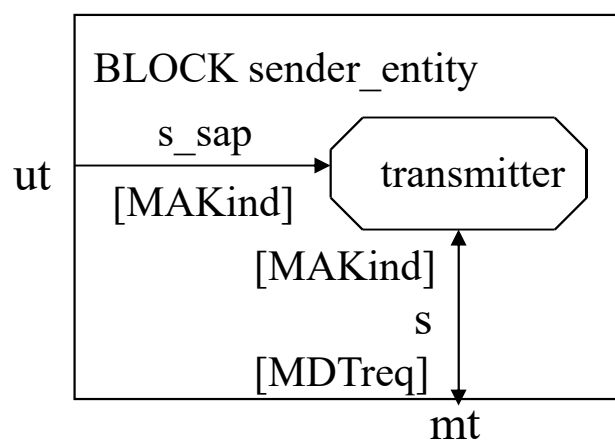 BLOCK sender_entity
s_sap
ut
transmitter
[MAKind]
[MAKind]
s
[MDTreq]
mt